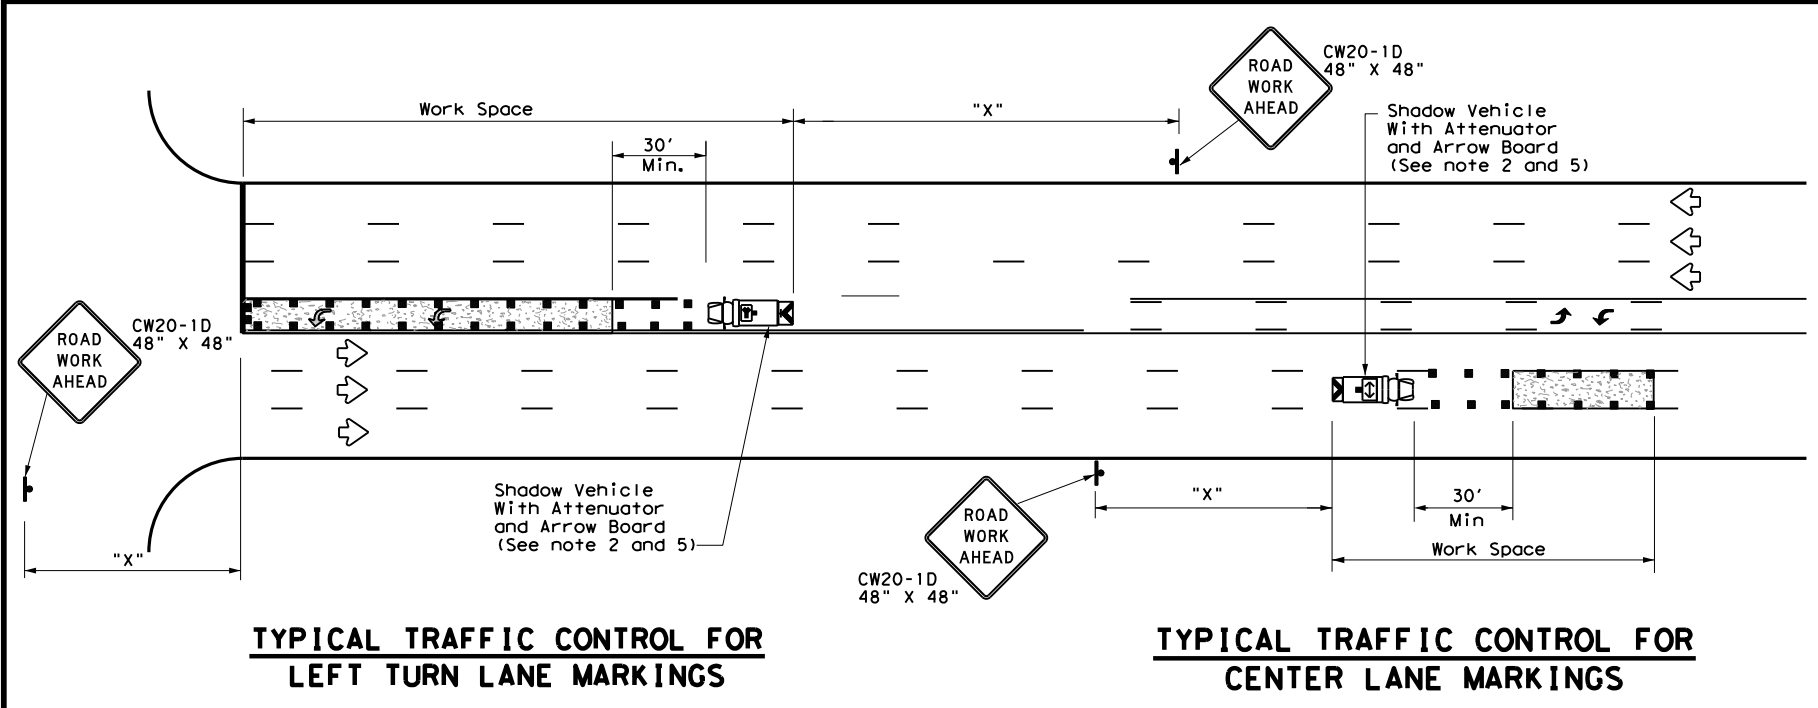 ROAD
WORK
AHEAD
CW20-1D
48" X 48"
Work Space
"X"
30'
Min.
Shadow Vehicle
With Attenuator
and Arrow Board
(See note 2 and 5)
ROAD
WORK
AHEAD
CW20-1D
48" X 48"
Shadow Vehicle
With Attenuator
and Arrow Board
(See note 2 and 5)
"X"
ROAD
WORK
AHEAD
CW20-1D
48" X 48"
"X"
30'
Min
Work Space
TYPICAL TRAFFIC CONTROL FOR
LEFT TURN LANE MARKINGS
TYPICAL TRAFFIC CONTROL FOR
CENTER LANE MARKINGS